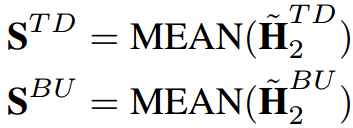 S^{TD} = MEAN(H̃_2^{TD})
S^{BU} = MEAN(H̃_2^{BU})